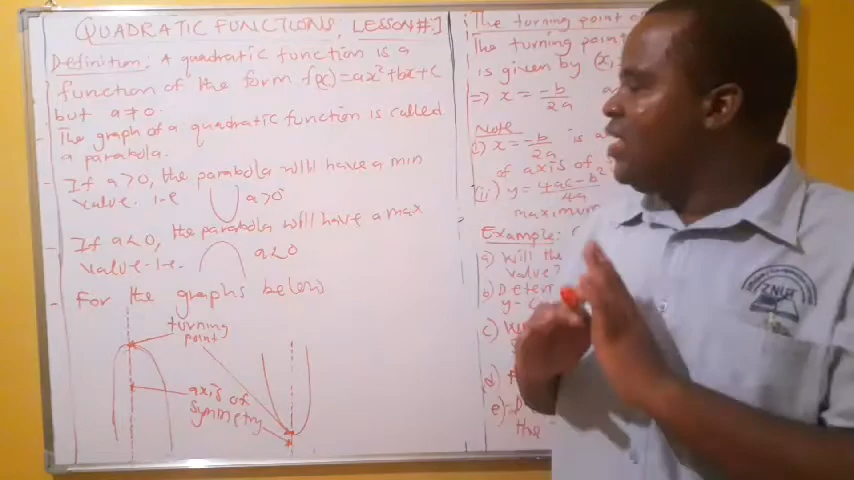 QUADRATIC FUNCTIONS, LESSON #1
Definition: A quadratic function is a
function of the form f(x)=ax²+bx+c
but a≠0.
The graph of a quadratic function is called
a parabola.
If a>0, the parabola will have a min
value. i-e a>0
If a<0, the parabola will have a max
value-i-e. a<0
For the graphs below
turning
point
axis of
symmetry
The turning point o
The turning point
is given by (x,
⇒ x = -b/2a
Note
(i) x = -b/2a is a
of axis of
(ii) y = 4ac-b²/4a
maximum
Example:
a) Will the
value?
b) Deter
y-
c)
d)
e)
the
ZNUT